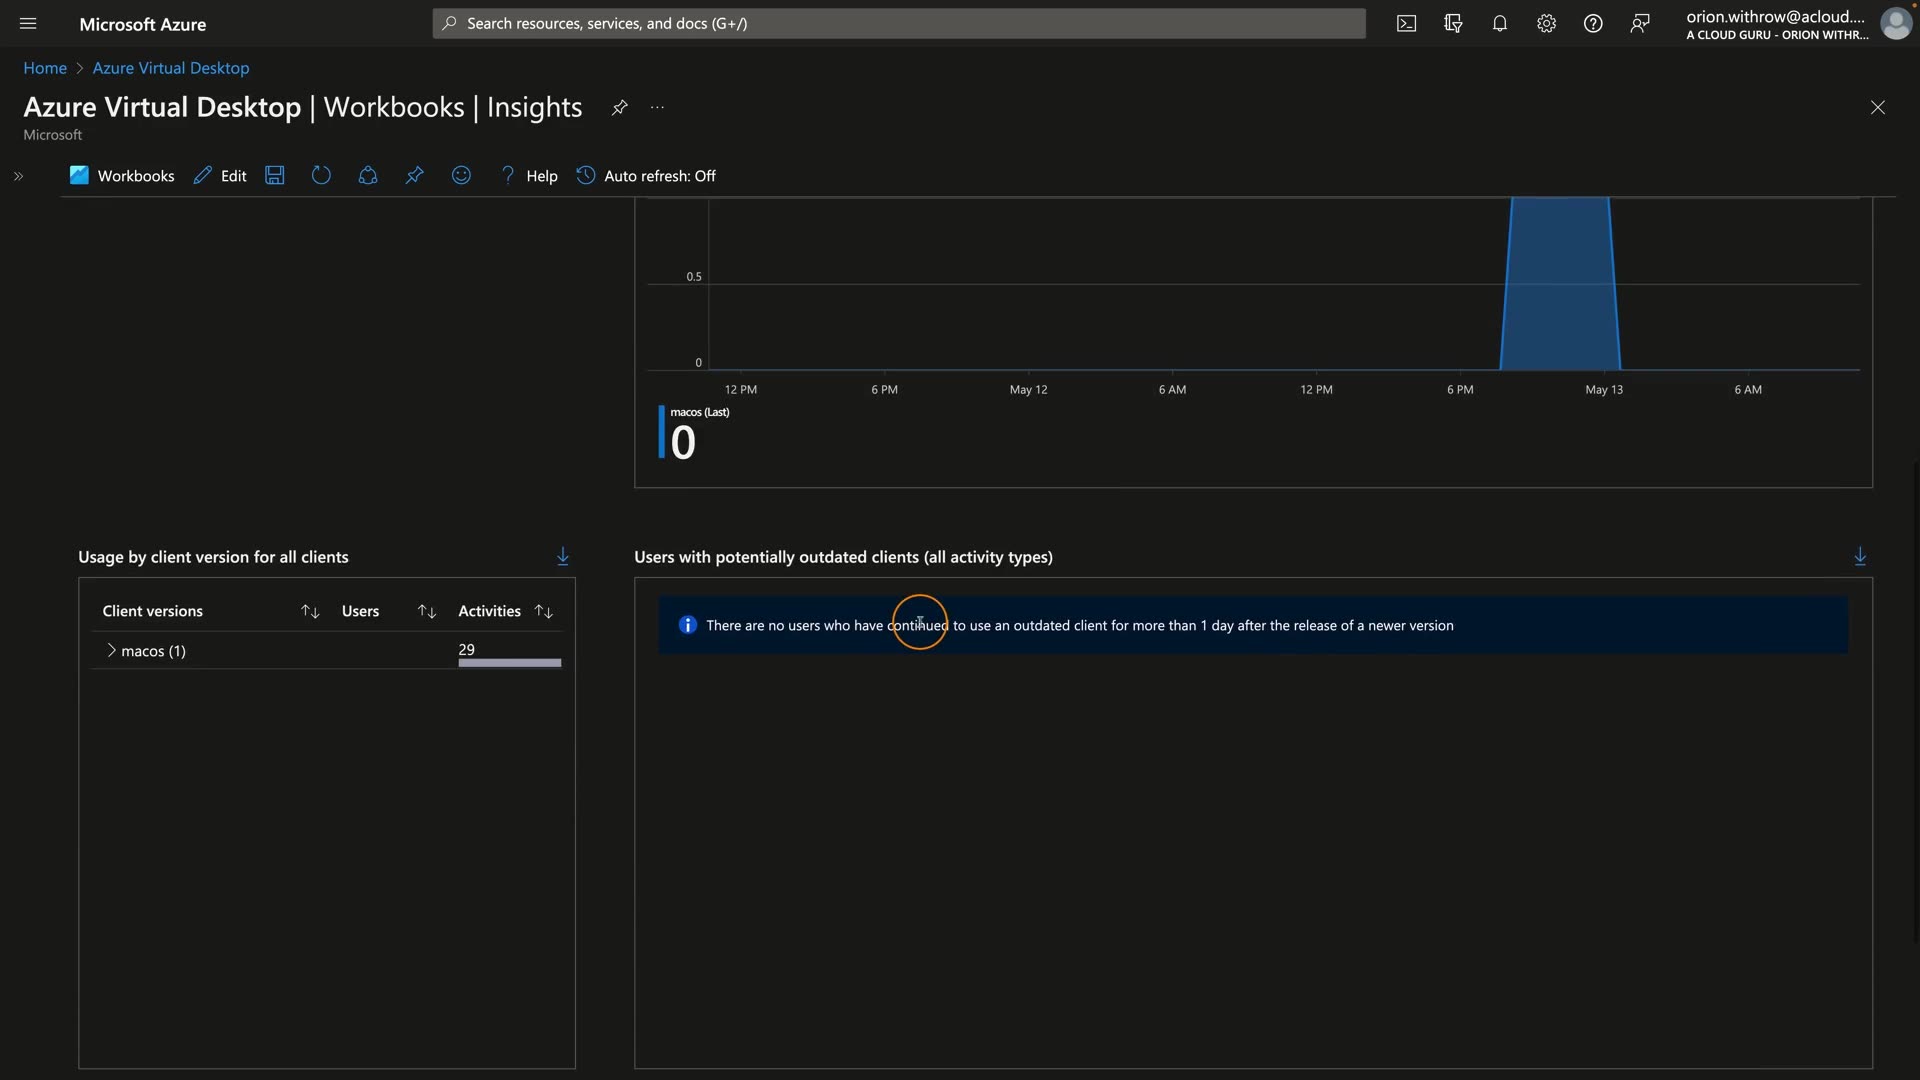 Microsoft Azure
Search resources, services, and docs (G+/)
orion.withrow@acloud....
A CLOUD GURU - ORION WITHR...
Home > Azure Virtual Desktop
Azure Virtual Desktop | Workbooks | Insights
Microsoft
Workbooks Edit Help Auto refresh: Off
0.5
0
12 PM 6 PM May 12 6 AM 12 PM 6 PM May 13 6 AM
macos (Last)
0
Usage by client version for all clients
Client versions Users Activities
macos (1) 29
Users with potentially outdated clients (all activity types)
There are no users who have continued to use an outdated client for more than 1 day after the release of a newer version